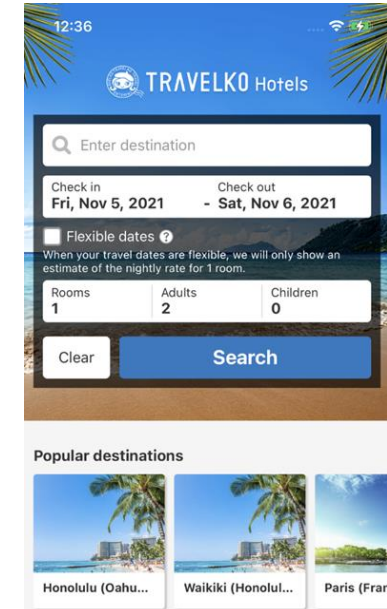 12:36
TRAVELKO Hotels
Enter destination
Check in
Check out
Fri, Nov 5, 2021
- Sat, Nov 6, 2021
Flexible dates ?
When your travel dates are flexible, we will only show an
estimate of the nightly rate for 1 room.
Rooms
Adults
Children
1
2
0
Clear
Search
Popular destinations
Honolulu (Oahu...
Waikiki (Honolul...
Paris (Fran